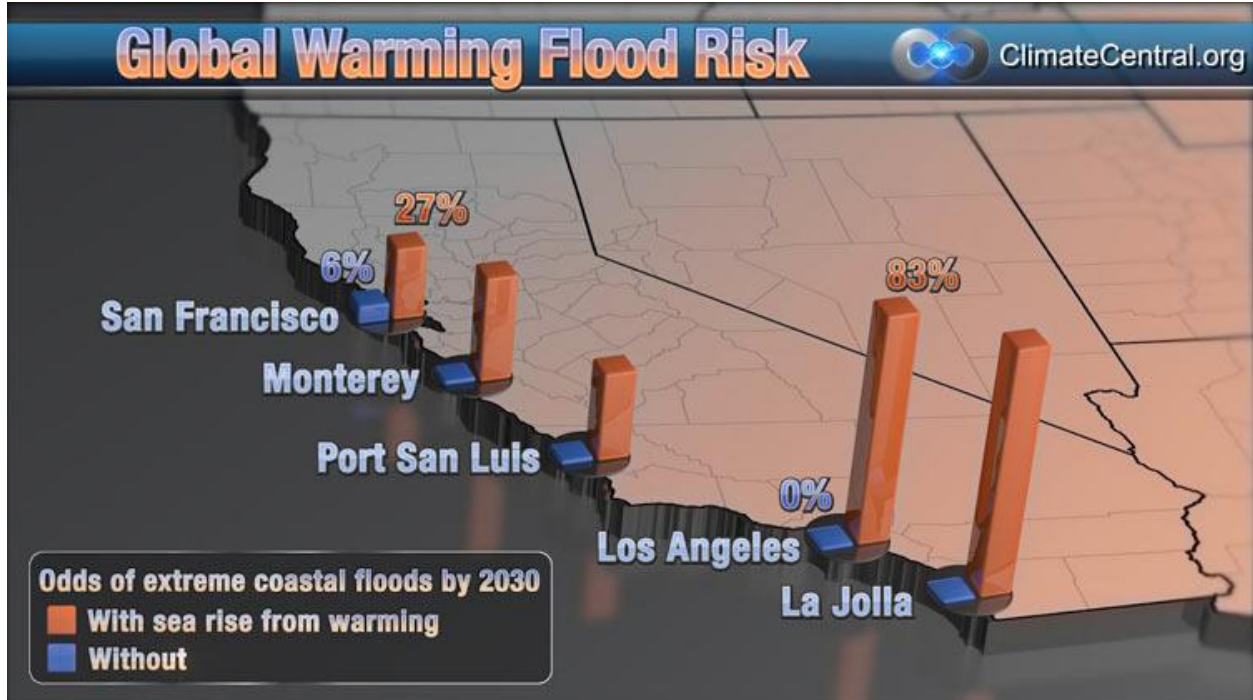 Global Warming Flood Risk
ClimateCentral.org
27%
6%
San Francisco
Monterey
Port San Luis
83%
0%
Los Angeles
La Jolla
Odds of extreme coastal floods by 2030
With sea rise from warming
Without